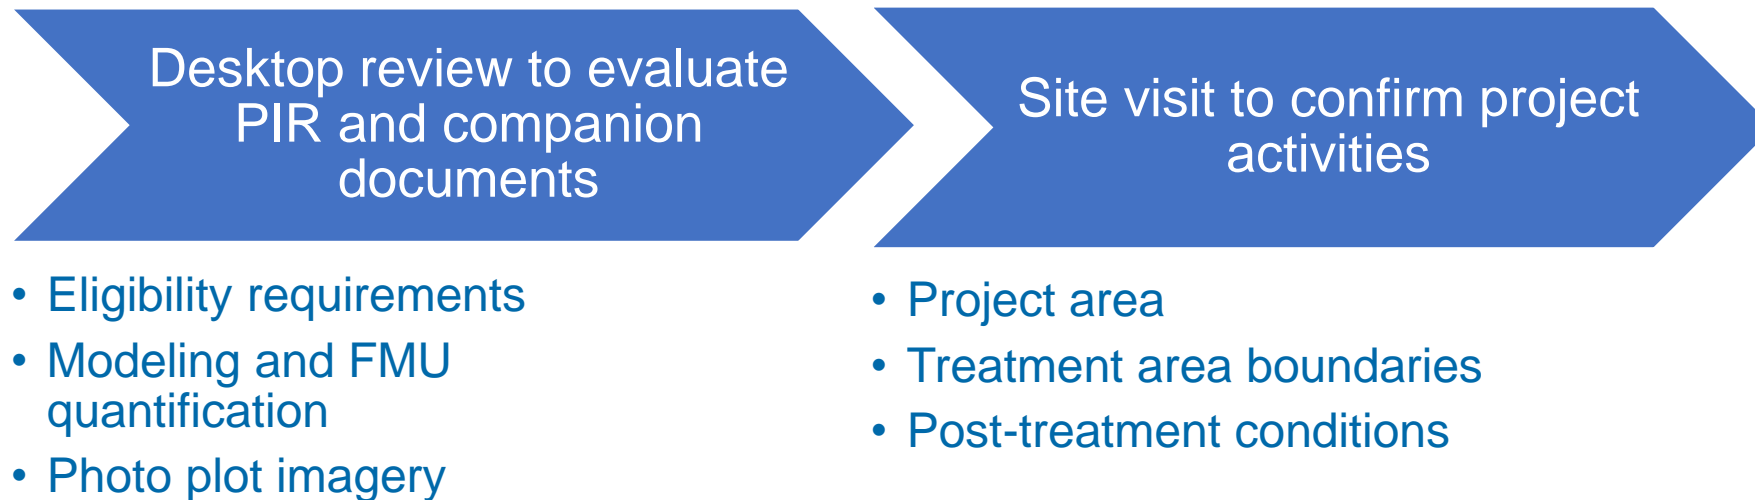 Desktop review to evaluate
PIR and companion
documents
• Eligibility requirements
• Modeling and FMU
quantification
• Photo plot imagery
Site visit to confirm project
activities
• Project area
• Treatment area boundaries
• Post-treatment conditions